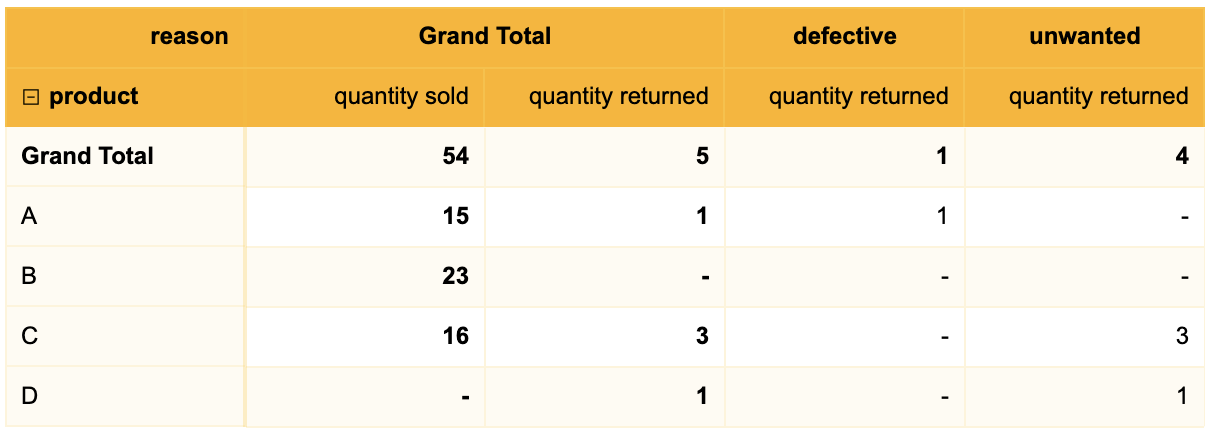 reason Grand Total defective unwanted
product quantity sold quantity returned quantity returned quantity returned
Grand Total 54 5 1 4
A 15 1 1 -
B 23 - - -
C 16 3 - 3
D - 1 - 1